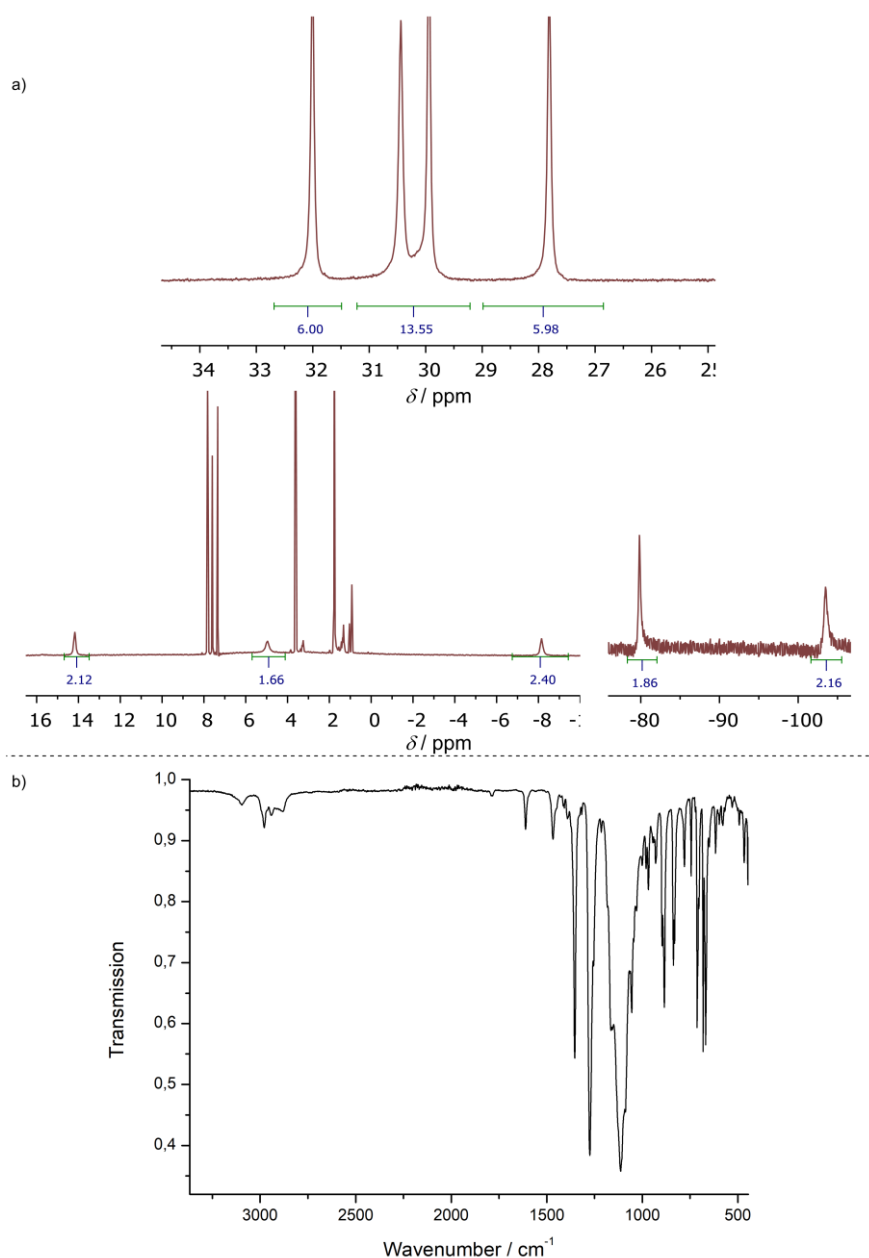 a)
6.00 13.55 5.98
34 33 32 31 30 29 28 27 26 25
δ / ppm
2.12 1.66 2.40 1.86 2.16
16 14 12 10 8 6 4 2 0 -2 -4 -6 -8 -1 -80 -90 -100
δ / ppm
b)
1,0
0,9
0,8
0,7
0,6
0,5
0,4
Transmission
3000 2500 2000 1500 1000 500
Wavenumber / cm⁻¹